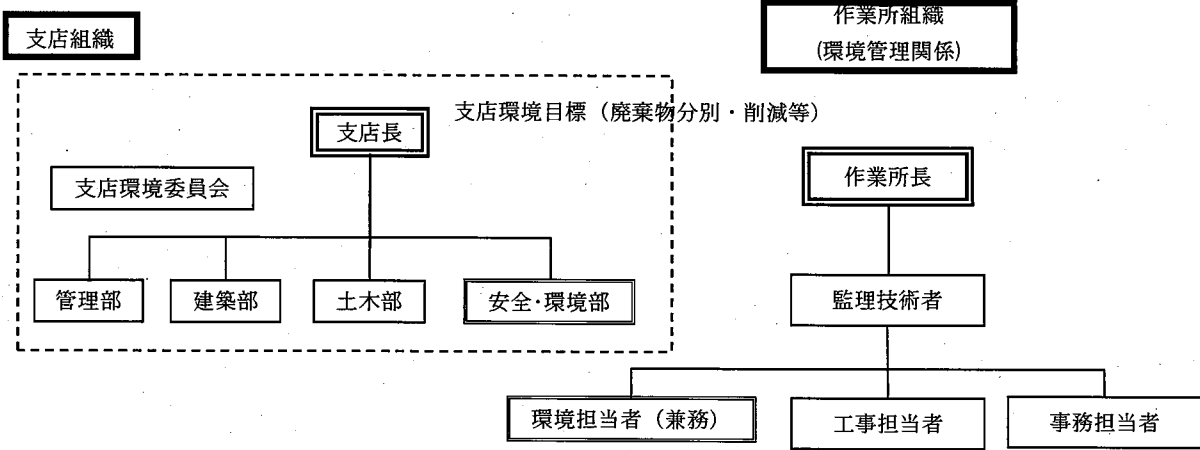 支店組織
作業所組織
(環境管理関係)
支店環境目標（廃棄物分別・削減等）
支店長
支店環境委員会
作業所長
管理部
建築部
土木部
安全・環境部
監理技術者
環境担当者（兼務）
工事担当者
事務担当者